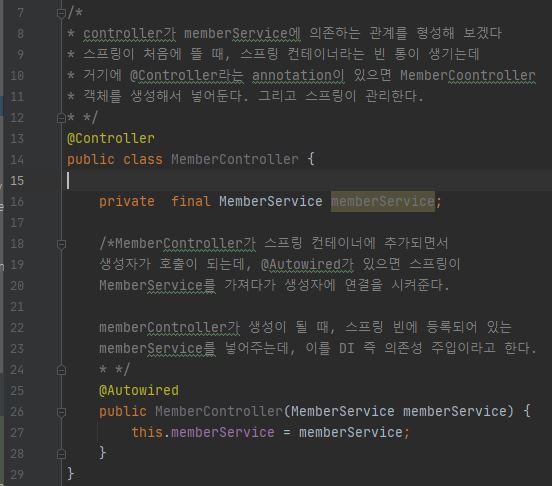 7 /*
8 * controller가 memberService에 의존하는 관계를 형성해 보겠다
9 * 스프링이 처음에 뜰 때, 스프링 컨테이너라는 빈 통이 생기는데
10 * 거기에 @Controller라는 annotation이 있으면 MemberCoontroller
11 * 객체를 생성해서 넣어둔다. 그리고 스프링이 관리한다.
12 * */
13 @Controller
14 public class MemberController {
15
16 private  final MemberService memberService;
17
18 /*MemberController가 스프링 컨테이너에 추가되면서
19 생성자가 호출이 되는데, @Autowired가 있으면 스프링이
20 MemberService를 가져다가 생성자에 연결을 시켜준다.
21
22 memberController가 생성이 될 때, 스프링 빈에 등록되어 있는
23 memberService를 넣어주는데, 이를 DI 즉 의존성 주입이라고 한다.
24 * */
25 @Autowired
26 public MemberController(MemberService memberService) {
27 this.memberService = memberService;
28 }
29 }